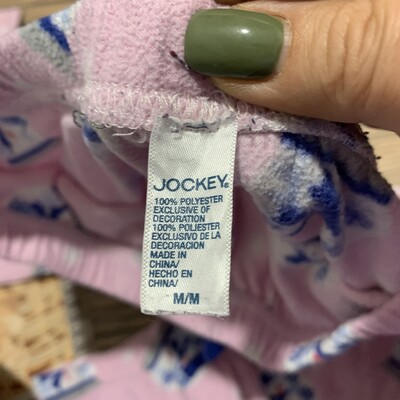 JOCKEY®
100% POLYESTER
EXCLUSIVE OF
DECORATION
100% POLIESTER
EXCLUSIVO DE LA
DECORACION
MADE IN
CHINA/
HECHO EN
CHINA/
M/M